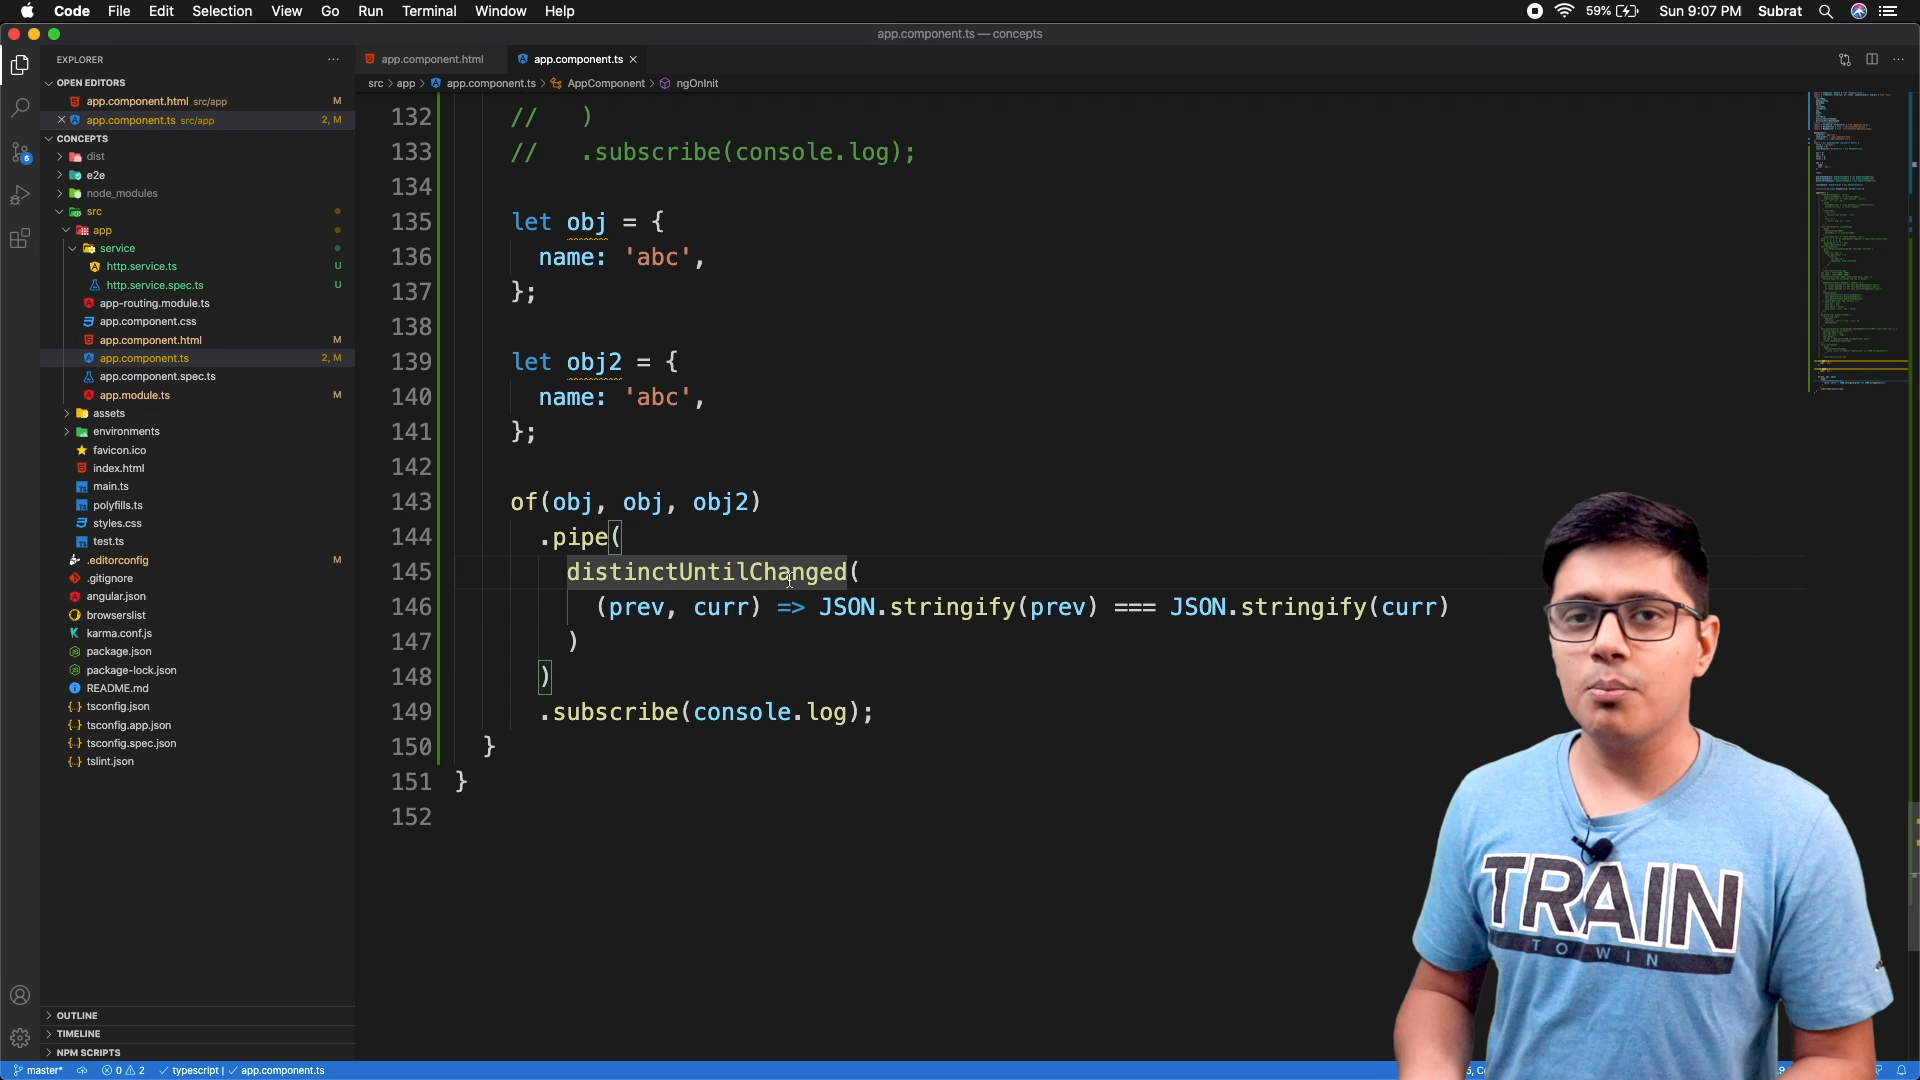 Code File Edit Selection View Go Run Terminal Window Help
59% Sun 9:07 PM Subrat
app.component.ts — concepts
EXPLORER
OPEN EDITORS
app.component.html src/app M
app.component.ts src/app 2, M
CONCEPTS
dist
e2e
node_modules
src
app
service
http.service.ts U
http.service.spec.ts U
app-routing.module.ts
app.component.css
app.component.html M
app.component.ts 2, M
app.component.spec.ts
app.module.ts M
assets
environments
favicon.ico
index.html
main.ts
polyfills.ts
styles.css
test.ts
.editorconfig M
.gitignore
angular.json
browserslist
karma.conf.js
package.json
package-lock.json
README.md
tsconfig.json
tsconfig.app.json
tsconfig.spec.json
tslint.json
OUTLINE
TIMELINE
NPM SCRIPTS
6
app.component.html
app.component.ts
src > app > app.component.ts > AppComponent > ngOnInit
132 // )
133 // .subscribe(console.log);
134
135 let obj = {
136 name: 'abc',
137 };
138
139 let obj2 = {
140 name: 'abc',
141 };
142
143 of(obj, obj, obj2)
144 .pipe(
145 distinctUntilChanged(
146 (prev, curr) => JSON.stringify(prev) === JSON.stringify(curr)
147 )
148 )
149 .subscribe(console.log);
150 }
151 }
152
TRAIN
TO WIN
master* 0 2 typescript | app.component.ts